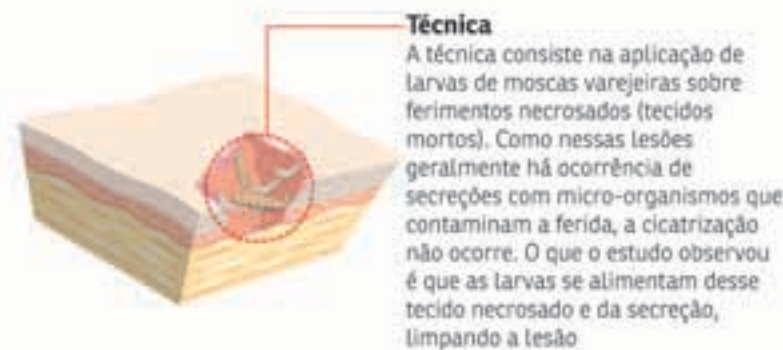 Técnica
A técnica consiste na aplicação de
larvas de moscas varejeiras sobre
ferimentos necrosados (tecidos
mortos). Como nessas lesões
geralmente há ocorrência de
secreções com micro-organismos que
contaminam a ferida, a cicatrização
não ocorre. O que o estudo observou
é que as larvas se alimentam desse
tecido necrosado e da secreção,
limpando a lesão